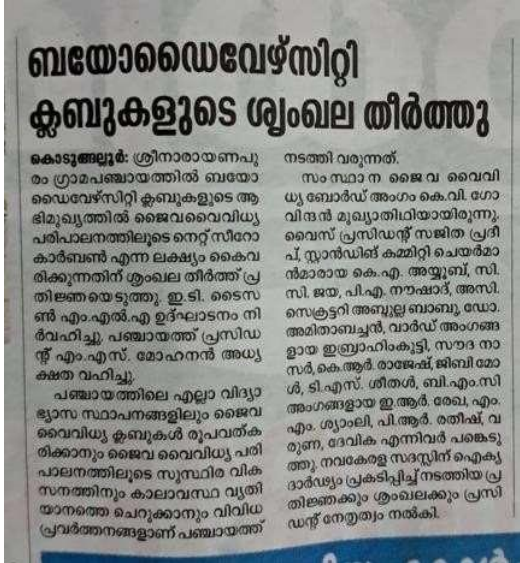 ബയോഡൈവേഴ്സിറ്റി
ക്ലബുകളുടെ ശൃംഖല തീർത്തു
കൊടുങ്ങല്ലൂർ: ശ്രീനാരായണപു
രം ഗ്രാമപഞ്ചായത്തിൽ ബയോ
ഡൈവേഴ്സിറ്റി ക്ലബുകളുടെ ആ
ഭിമുഖ്യത്തിൽ ജൈവവൈവിധ്യ
പരിപാലനത്തിലൂടെ നെറ്റ് സീറോ
കാർബൺ എന്ന ലക്ഷ്യം കൈവ
രിക്കുന്നതിന് ശൃംഖല തീർത്ത് പ്ര
തിജ്ഞയെടുത്തു. ഇ.ടി. ടൈസ
ൺ എം.എൽ.എ ഉദ്ഘാടനം നി
ർവഹിച്ചു. പഞ്ചായത്ത് പ്രസിഡ
ന്റ് എം.എസ്. മോഹനൻ അധ്യ
ക്ഷത വഹിച്ചു.
പഞ്ചായത്തിലെ എല്ലാ വിദ്യാ
ഭ്യാസ സ്ഥാപനങ്ങളിലും ജൈവ
വൈവിധ്യ ക്ലബുകൾ രൂപവത്ക
രിക്കാനും ജൈവ വൈവിധ്യ പരി
പാലനത്തിലൂടെ സുസ്ഥിര വിക
സനത്തിനും കാലാവസ്ഥ വ്യതി
യാനത്തെ ചെറുക്കാനും വിവിധ
പ്രവർത്തനങ്ങളാണ് പഞ്ചായത്ത്
നടത്തി വരുന്നത്.
സംസ്ഥാന ജൈവ വൈവി
ധ്യ ബോർഡ് അംഗം കെ.വി. ഗോ
വിന്ദൻ മുഖ്യാതിഥിയായിരുന്നു.
വൈസ് പ്രസിഡന്റ് സജിത പ്രദീ
പ്, സ്റ്റാൻഡിങ് കമ്മിറ്റി ചെയർമാ
ൻമാരായ കെ.എ. അയ്യൂബ്, സി.
സി. ജയ, പി.എ. നൗഷാദ്, അസി.
സെക്രട്ടറി അബ്ദുല്ല ബാബു, ഡോ.
അമിതാബച്ചൻ, വാർഡ് അംഗങ്ങ
ളായ ഇബ്രാഹിംകുട്ടി, സൗദ നാ
സർ, കെ.ആർ. രാജേഷ്, ജിബി മോ
ൾ, ടി.എസ്. ശീതൾ, ബി.എം.സി
അംഗങ്ങളായ ഇ.ആർ. രേഖ, എം.
എം. ശ്യാംലി, പി.ആർ. രതീഷ്, വ
രുണ, ദേവിക എന്നിവർ പങ്കെടു
ത്തു. നവകേരള സദസ്സിന് ഐക്യ
ദാർഢ്യം പ്രകടിപ്പിച്ച് നടത്തിയ പ്ര
തിജ്ഞക്കും ശൃംഖലക്കും പ്രസി
ഡന്റ് നേതൃത്വം നൽകി.